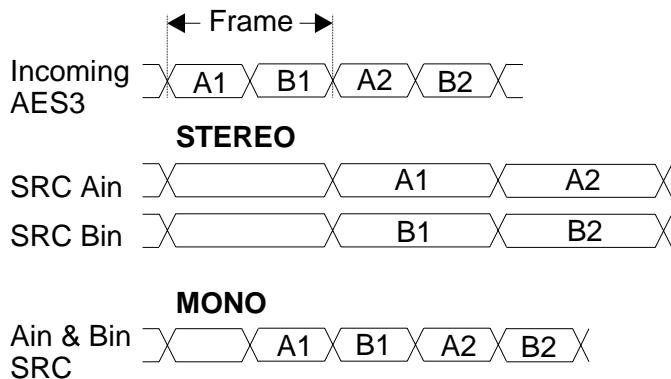 Frame
Incoming AES3
A1 B1 A2 B2
STEREO
SRC Ain
A1 A2
SRC Bin
B1 B2
MONO
Ain & Bin SRC
A1 B1 A2 B2